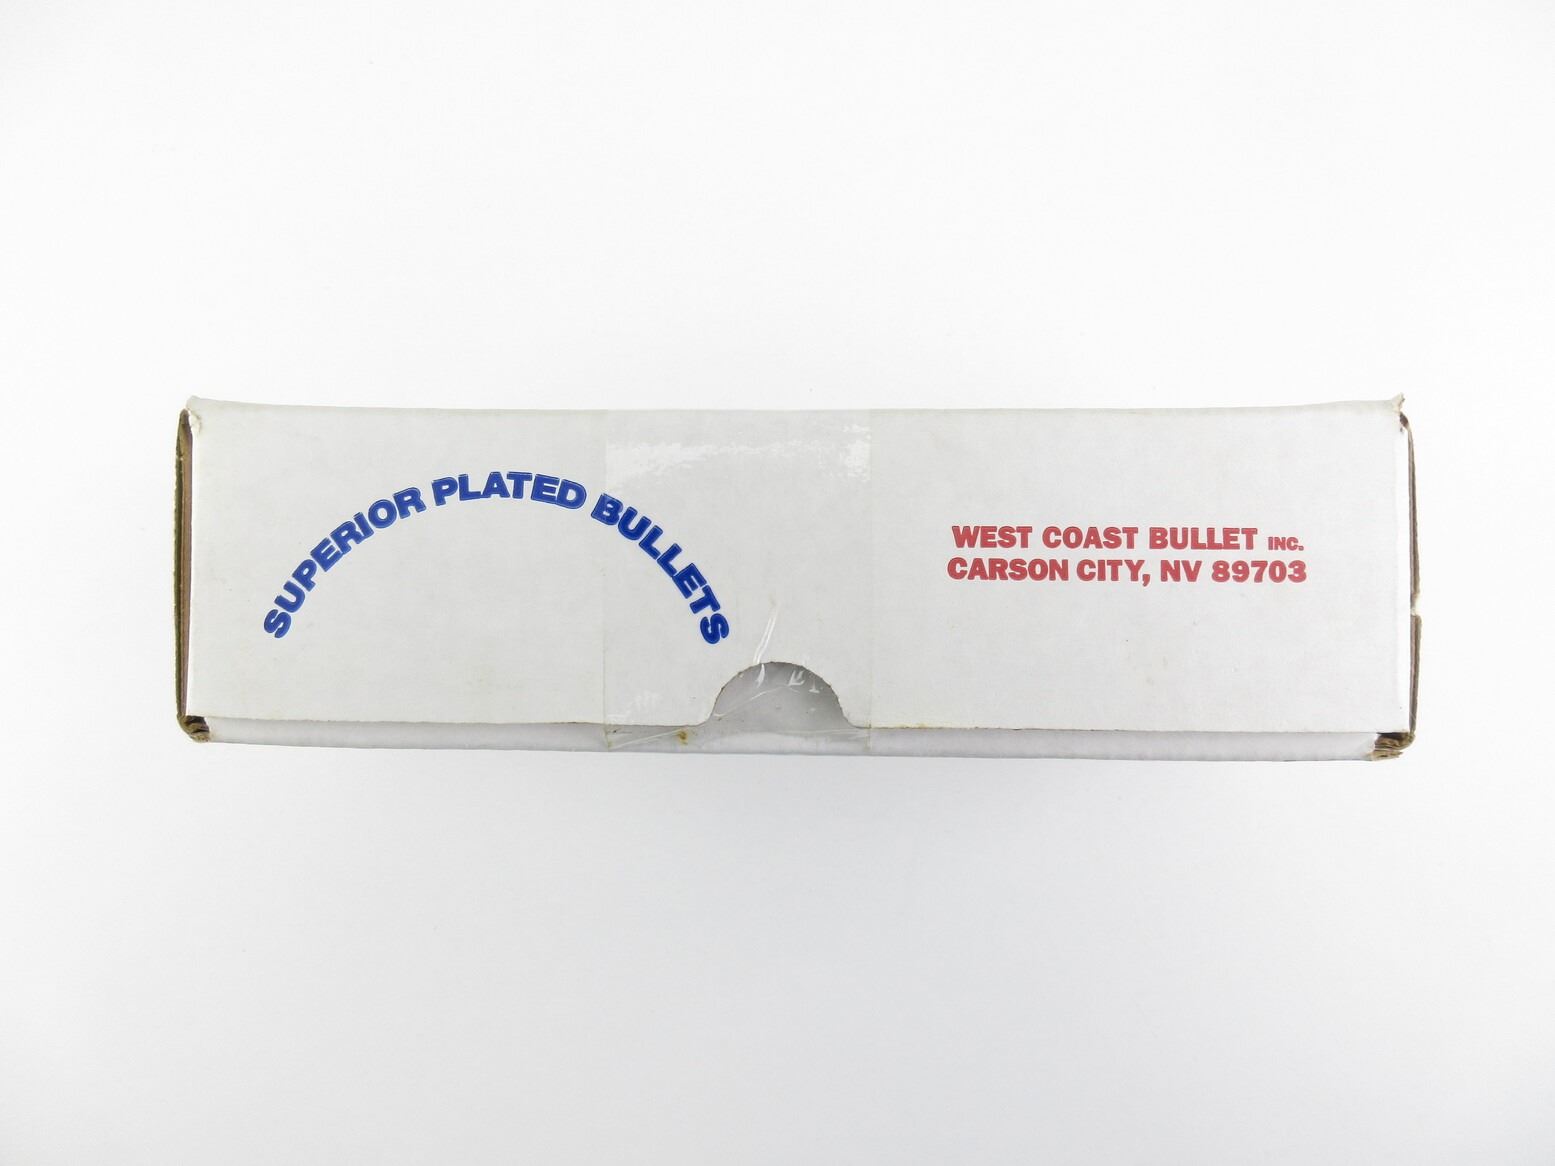 SUPERIOR PLATED BULLETS
WEST COAST BULLET INC.
CARSON CITY, NV 89703